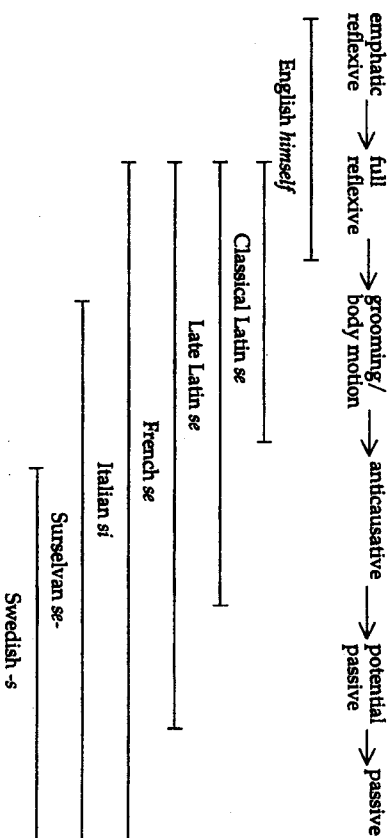 emphatic reflexive → full reflexive → grooming/ body motion → anticausative → potential passive → passive
English himself
Classical Latin se
Late Latin se
French se
Italian si
Surselvan se-
Swedish -s